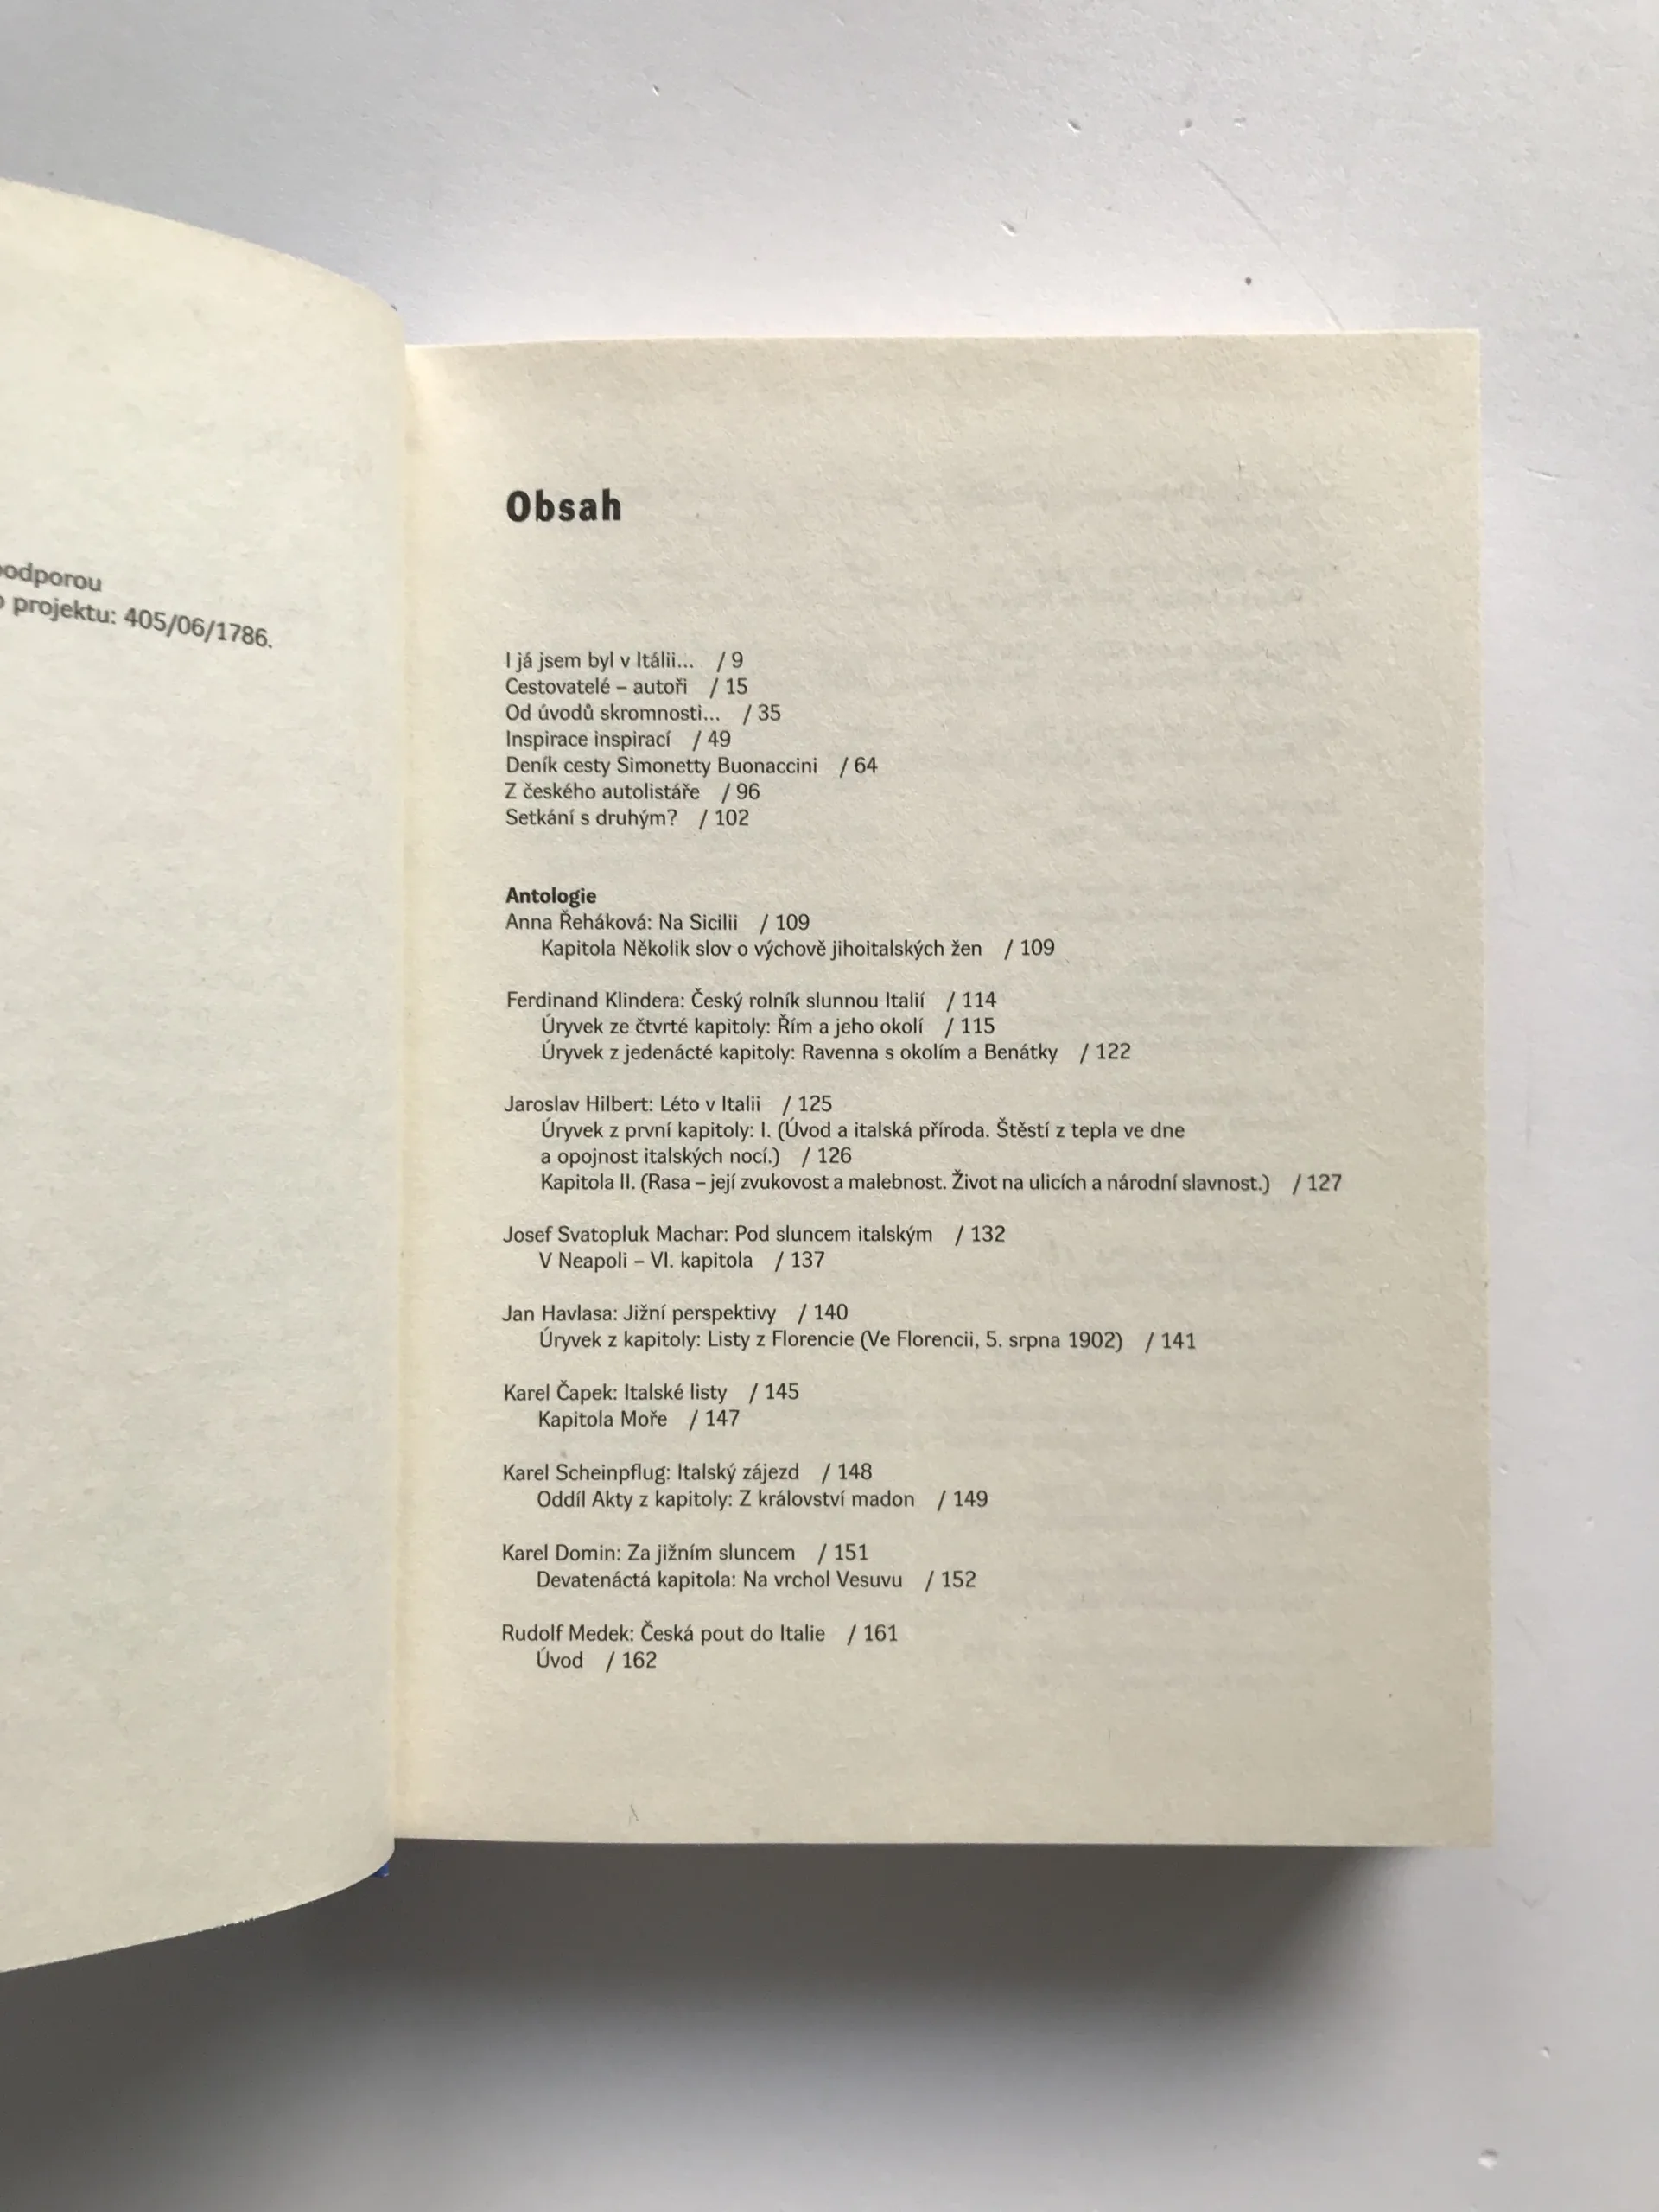 podporou
projektu: 405/06/1786.
Obsah
I já jsem byl v Itálii... / 9
Cestovatelé – autoři / 15
Od úvodů skromnosti... / 35
Inspirace inspirací / 49
Deník cesty Simonetty Buonaccini / 64
Z českého autolistáře / 96
Setkání s druhým? / 102
Antologie
Anna Řeháková: Na Sicilii / 109
Kapitola Několik slov o výchově jihoitalských žen / 109
Ferdinand Klindera: Český rolník slunnou Italií / 114
Úryvek ze čtvrté kapitoly: Řím a jeho okolí / 115
Úryvek z jedenácté kapitoly: Ravenna s okolím a Benátky / 122
Jaroslav Hilbert: Léto v Italii / 125
Úryvek z první kapitoly: I. (Úvod a italská příroda. Štěstí z tepla ve dne
a opojnost italských nocí.) / 126
Kapitola II. (Rasa – její zvukovost a malebnost. Život na ulicích a národní slavnost.) / 127
Josef Svatopluk Machar: Pod sluncem italským / 132
V Neapoli – VI. kapitola / 137
Jan Havlasa: Jižní perspektivy / 140
Úryvek z kapitoly: Listy z Florencie (Ve Florencii, 5. srpna 1902) / 141
Karel Čapek: Italské listy / 145
Kapitola Moře / 147
Karel Scheinpflug: Italský zájezd / 148
Oddíl Akty z kapitoly: Z království madon / 149
Karel Domin: Za jižním sluncem / 151
Devatenáctá kapitola: Na vrchol Vesuvu / 152
Rudolf Medek: Česká pout do Italie / 161
Úvod / 162